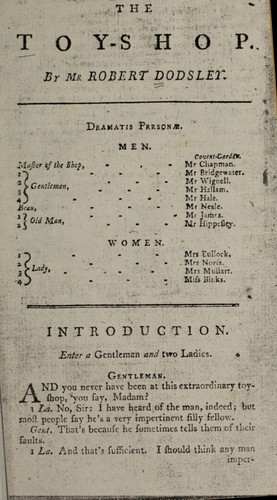 THE
TOY-SHOP.
BY MR ROBERT DODSLEY.
DRAMATIS PERSONÆ.
MEN.
Covent-Garden.
Master of the Shop, - - - Mr Chapman.
1 - - - Mr Bridgewater.
2 Gentlemen, - - - Mr Wignell.
3 - - - Mr Hallam.
4 - - - Mr Hale.
Beau, - - - Mr Neale.
1 Old Man, - - - Mr James.
2 - - - Mr Hippesley.
WOMEN.
1 - - - Mrs Bullock.
2 Lady, - - - Mrs Norsa.
3 - - - Mrs Mullart.
4 - - - Miss Binks.
INTRODUCTION.
Enter a Gentleman and two Ladies.
GENTLEMAN.
AND you never have been at this extraordinary toy-
shop, you say, Madam?
1 La. No, Sir: I have heard of the man, indeed; but
most people say he's a very impertinent silly fellow.
Gent. That's because he sometimes tells them of their
faults.
1 La. And that's sufficient. I should think any man
imper-